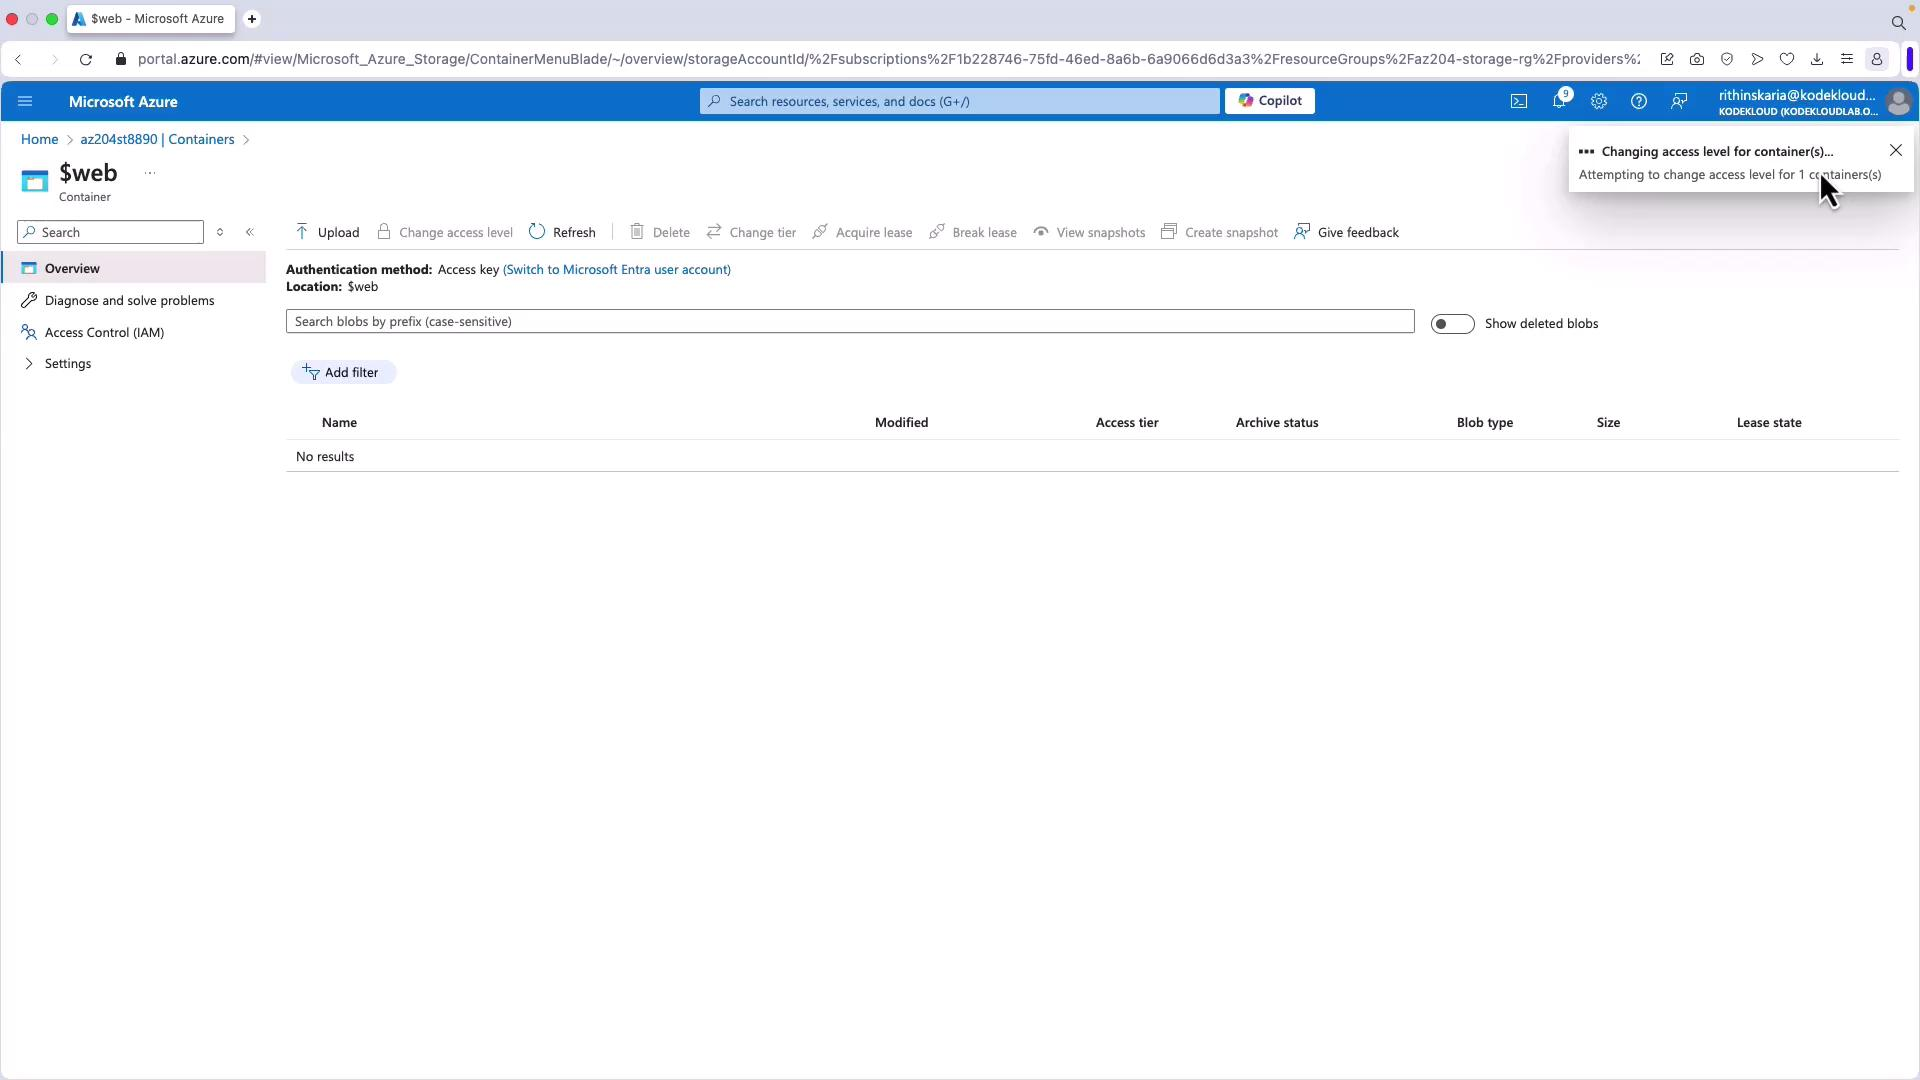 $web - Microsoft Azure
portal.azure.com/#view/Microsoft_Azure_Storage/ContainerMenuBlade/~/overview/storageAccountId/%2Fsubscriptions%2F1b228746-75fd-46ed-8a6b-6a9066d6d3a3%2FresourceGroups%2Faz204-storage-rg%2Fproviders%2
Microsoft Azure
Search resources, services, and docs (G+/)
Copilot
9
rithinskaria@kodekloud...
KODEKLOUD (KODEKLOUDLAB.O...
Home > az204st8890 | Containers >
$web
...
Container
Changing access level for container(s)...
Attempting to change access level for 1 containers(s)
Search
Upload
Change access level
Refresh
Delete
Change tier
Acquire lease
Break lease
View snapshots
Create snapshot
Give feedback
Overview
Diagnose and solve problems
Access Control (IAM)
Settings
Authentication method: Access key (Switch to Microsoft Entra user account)
Location: $web
Search blobs by prefix (case-sensitive)
Show deleted blobs
Add filter
Name
Modified
Access tier
Archive status
Blob type
Size
Lease state
No results